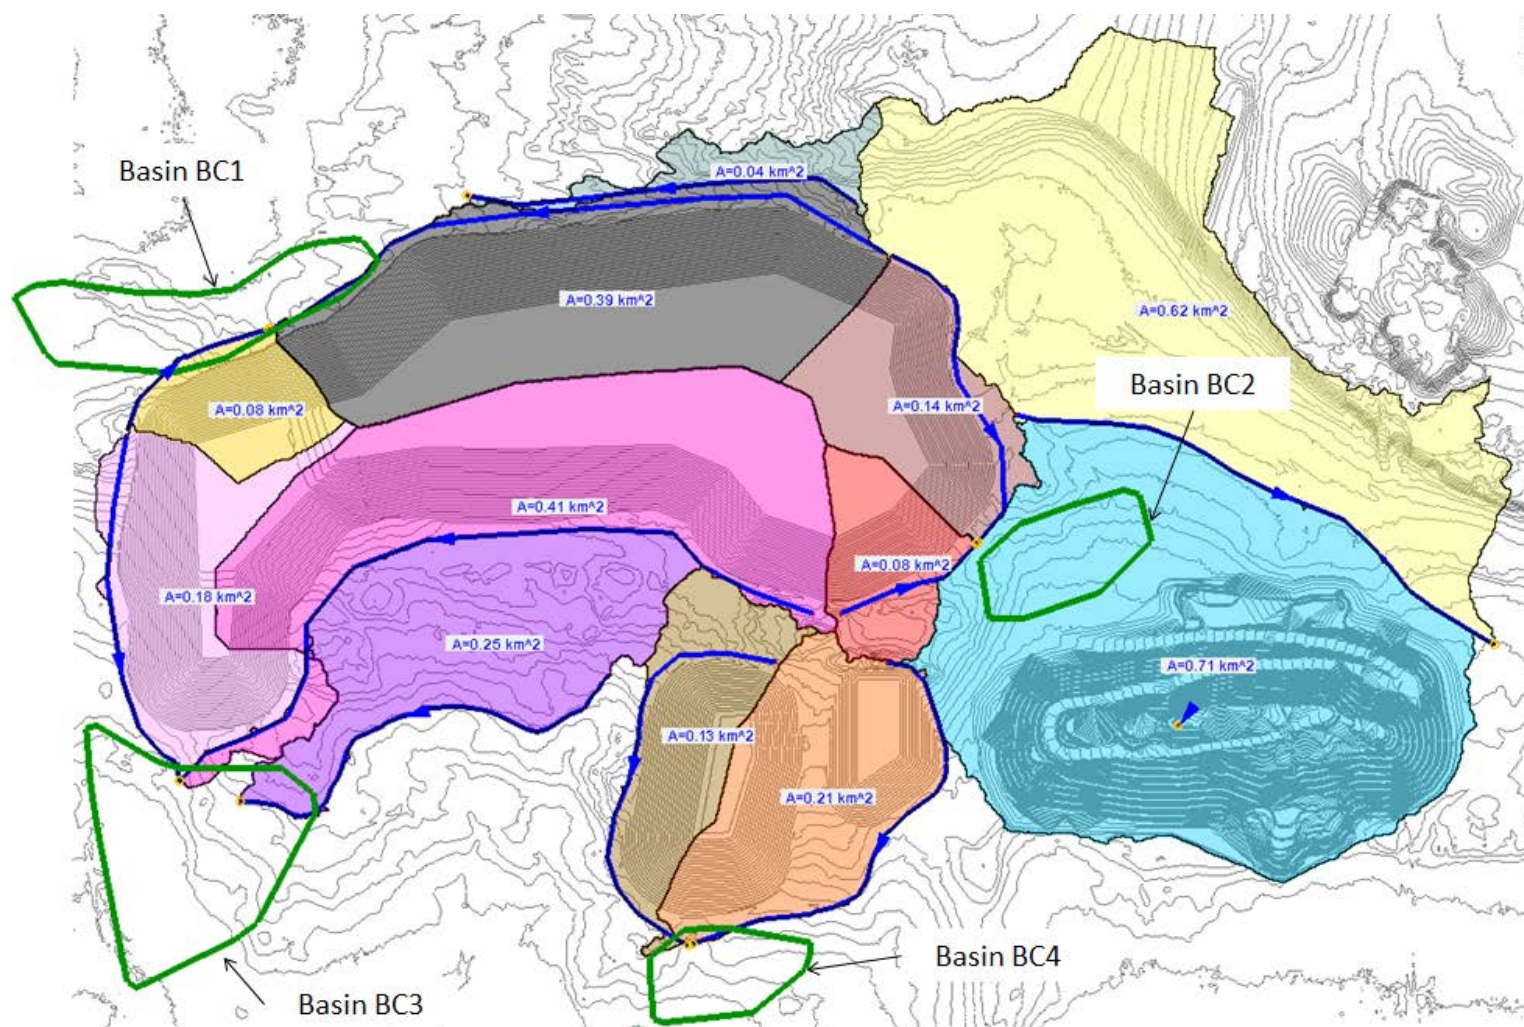 Basin BC1
A=0.04 km^2
A=0.39 km^2
A=0.62 km^2
Basin BC2
A=0.08 km^2
A=0.14 km^2
A=0.41 km^2
A=0.08 km^2
A=0.18 km^2
A=0.25 km^2
A=0.71 km^2
A=0.13 km^2
A=0.21 km^2
Basin BC4
Basin BC3